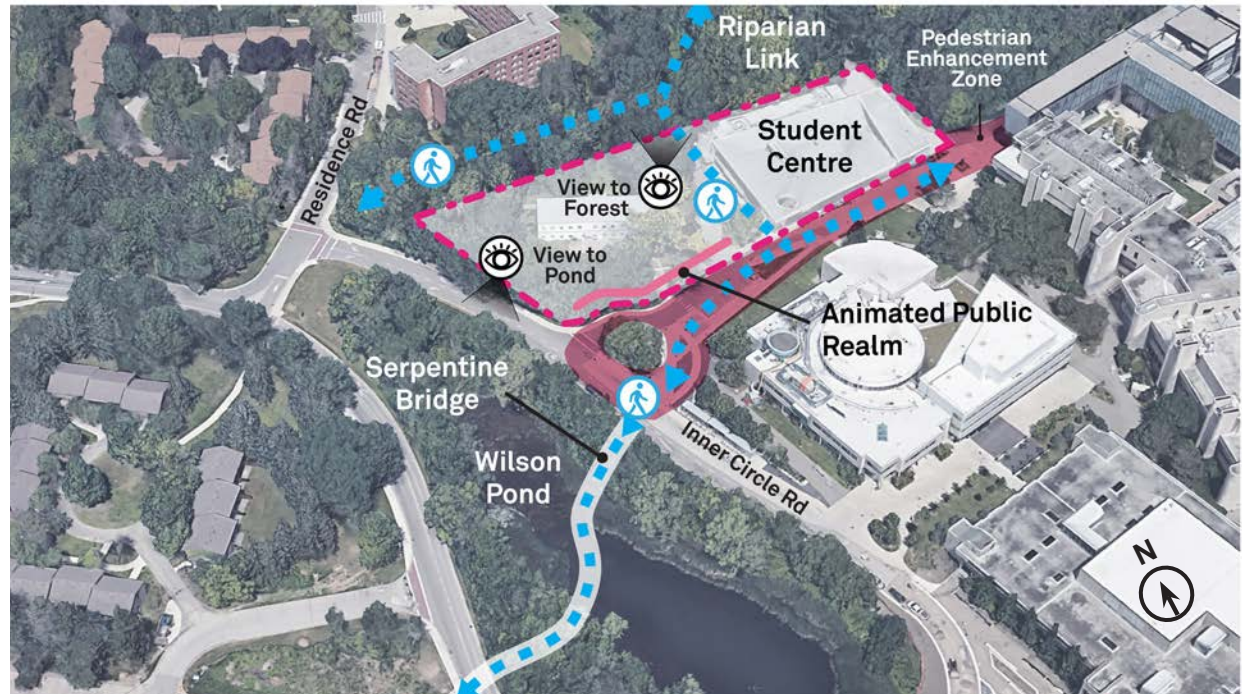 Riparian
Link
Pedestrian
Enhancement
Zone
Residence Rd
Student
Centre
View to
Forest
View to
Pond
Animated Public
Realm
Serpentine
Bridge
Wilson
Pond
Inner Circle Rd
N